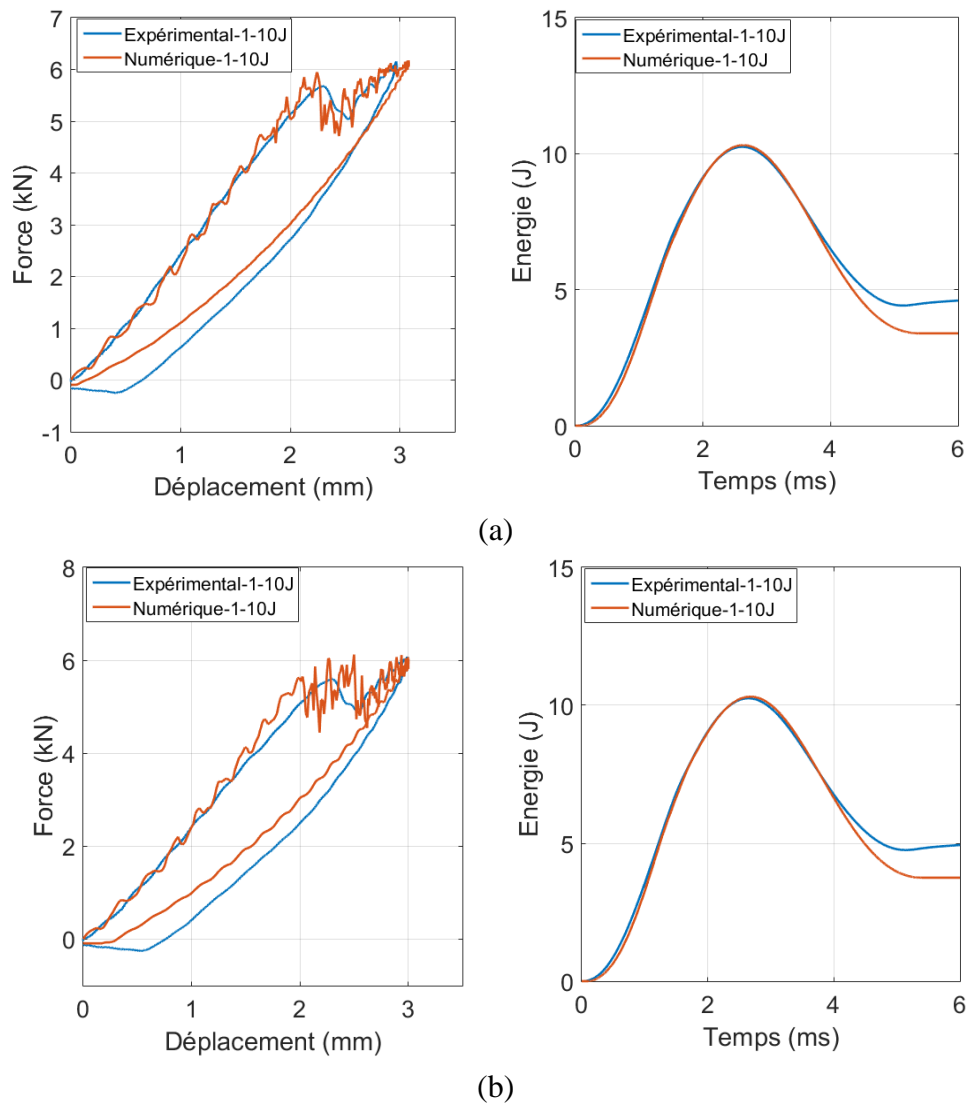 7
6
5
4
3
2
1
0
-1
Force (kN)
Expérimental-1-10J
Numérique-1-10J
0 1 2 3
Déplacement (mm)
15
10
5
0
Energie (J)
Expérimental-1-10J
Numérique-1-10J
0 2 4 6
Temps (ms)
(a)
8
6
4
2
0
Force (kN)
Expérimental-1-10J
Numérique-1-10J
0 1 2 3
Déplacement (mm)
15
10
5
0
Energie (J)
Expérimental-1-10J
Numérique-1-10J
0 2 4 6
Temps (ms)
(b)